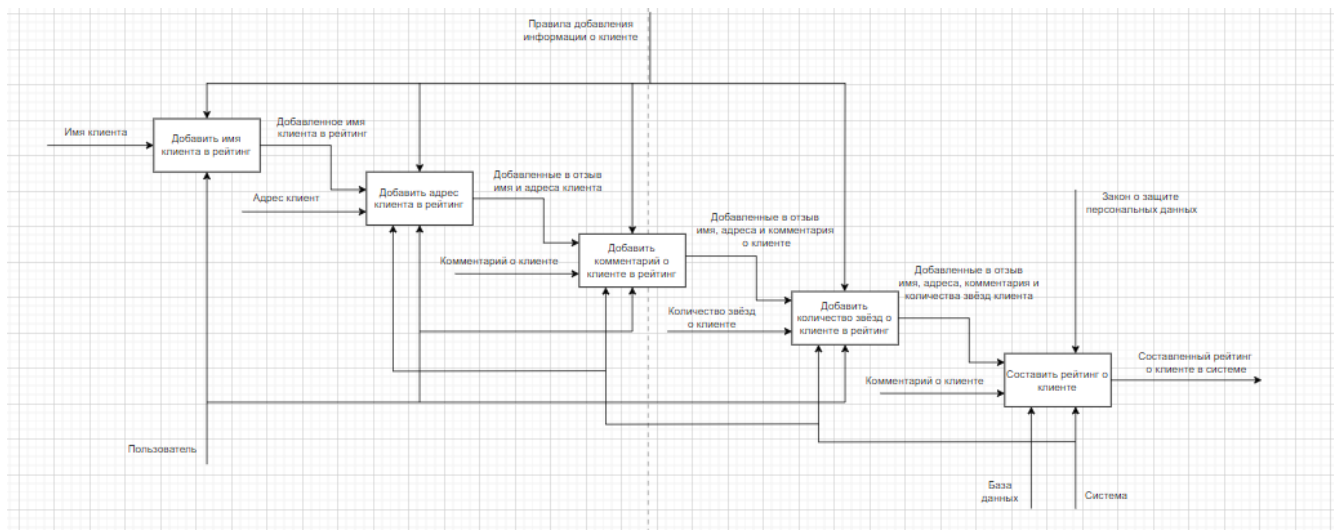 Правила добавления
информации о клиенте
Имя клиента
Добавить имя
клиента в рейтинг
Добавленное имя
клиента в рейтинг
Адрес клиент
Добавить адрес
клиента в рейтинг
Добавленные в отзыв
имя и адреса клиента
Комментарий о клиенте
Добавить
комментарий о
клиенте в рейтинг
Добавленные в отзыв
имя, адреса и комментария
о клиенте
Количество звёзд
о клиенте
Добавить
количество звёзд о
клиенте в рейтинг
Добавленные в отзыв
имя, адреса, комментария и
количества звёзд клиента
Закон о защите
персональных данных
Комментарий о клиенте
Составить рейтинг о
клиенте
Составленный рейтинг
о клиенте в системе
Пользователь
База
данных
Система